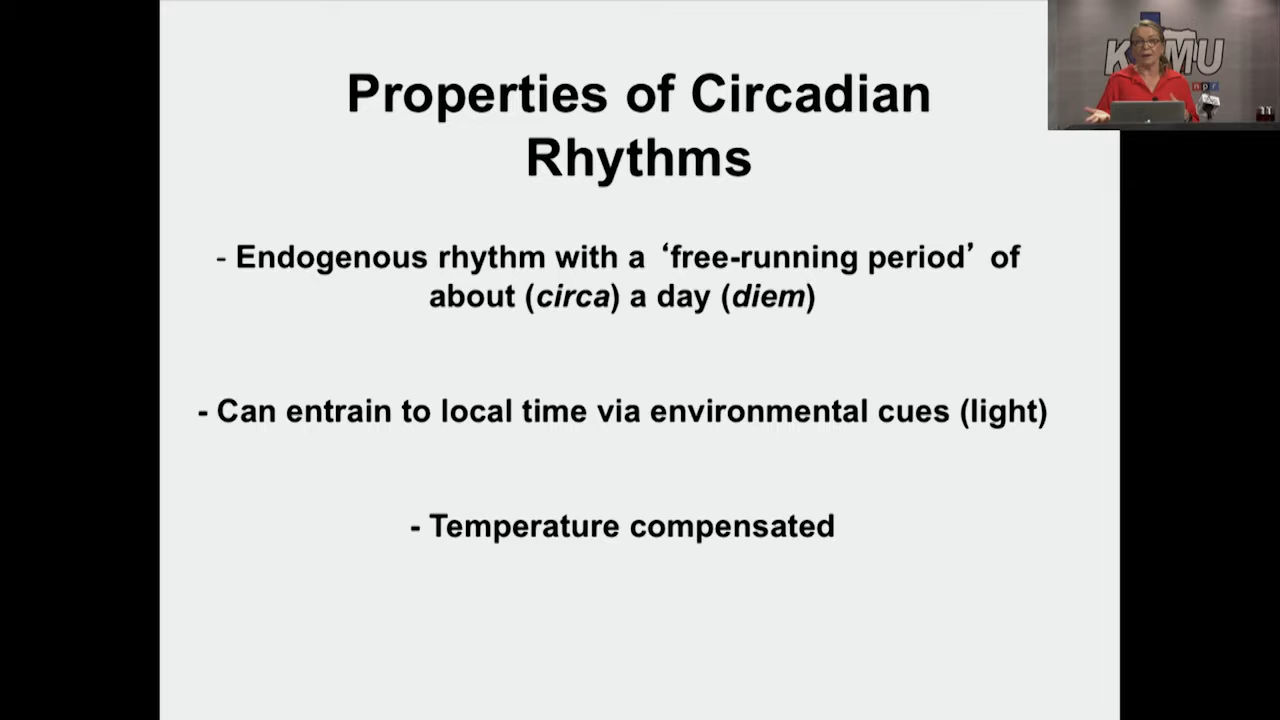 Properties of Circadian
Rhythms
- Endogenous rhythm with a ‘free-running period’ of
about (circa) a day (diem)
- Can entrain to local time via environmental cues (light)
- Temperature compensated
npr